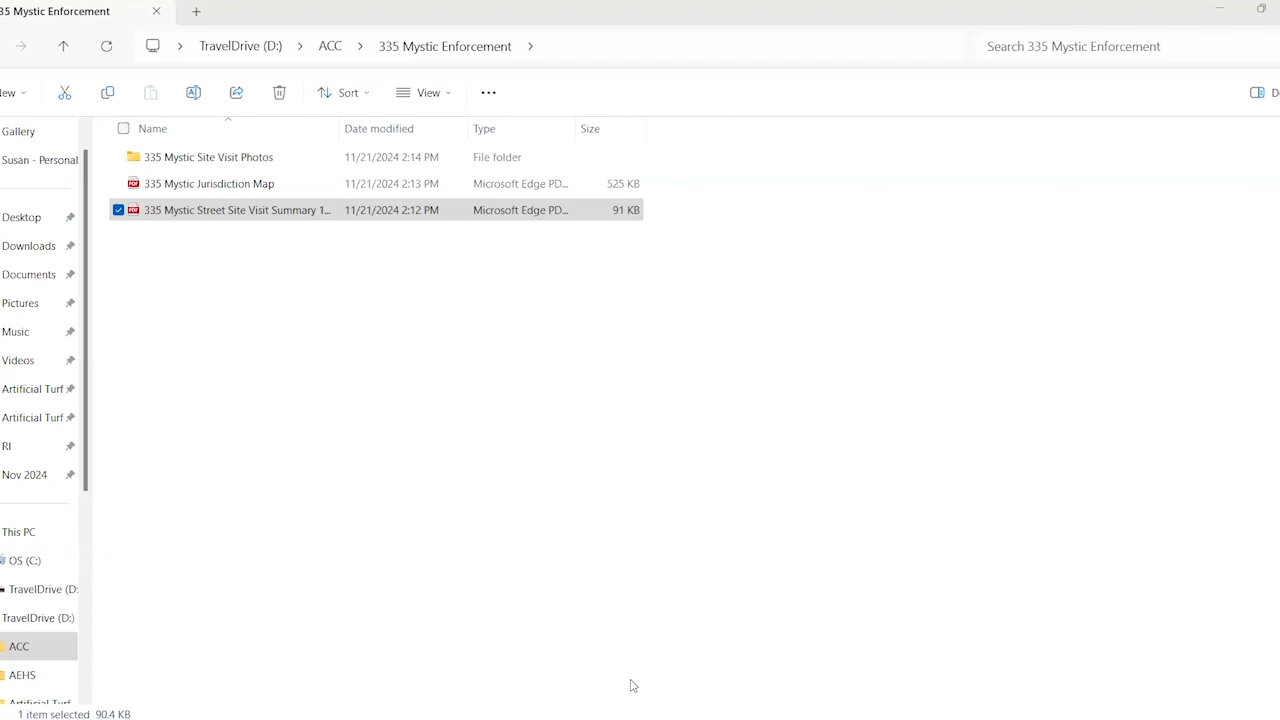 35 Mystic Enforcement
TravelDrive (D:) > ACC > 335 Mystic Enforcement >
Search 335 Mystic Enforcement
ew
Sort
View
D
Name
Date modified
Type
Size
335 Mystic Site Visit Photos 11/21/2024 2:14 PM File folder
335 Mystic Jurisdiction Map 11/21/2024 2:13 PM Microsoft Edge PD... 525 KB
335 Mystic Street Site Visit Summary 1... 11/21/2024 2:12 PM Microsoft Edge PD... 91 KB
Gallery
Susan - Personal
Desktop
Downloads
Documents
Pictures
Music
Videos
Artificial Turf
Artificial Turf
RI
Nov 2024
This PC
OS (C:)
TravelDrive (D:
TravelDrive (D:)
ACC
AEHS
Artificial Turf
1 item selected 90.4 KB